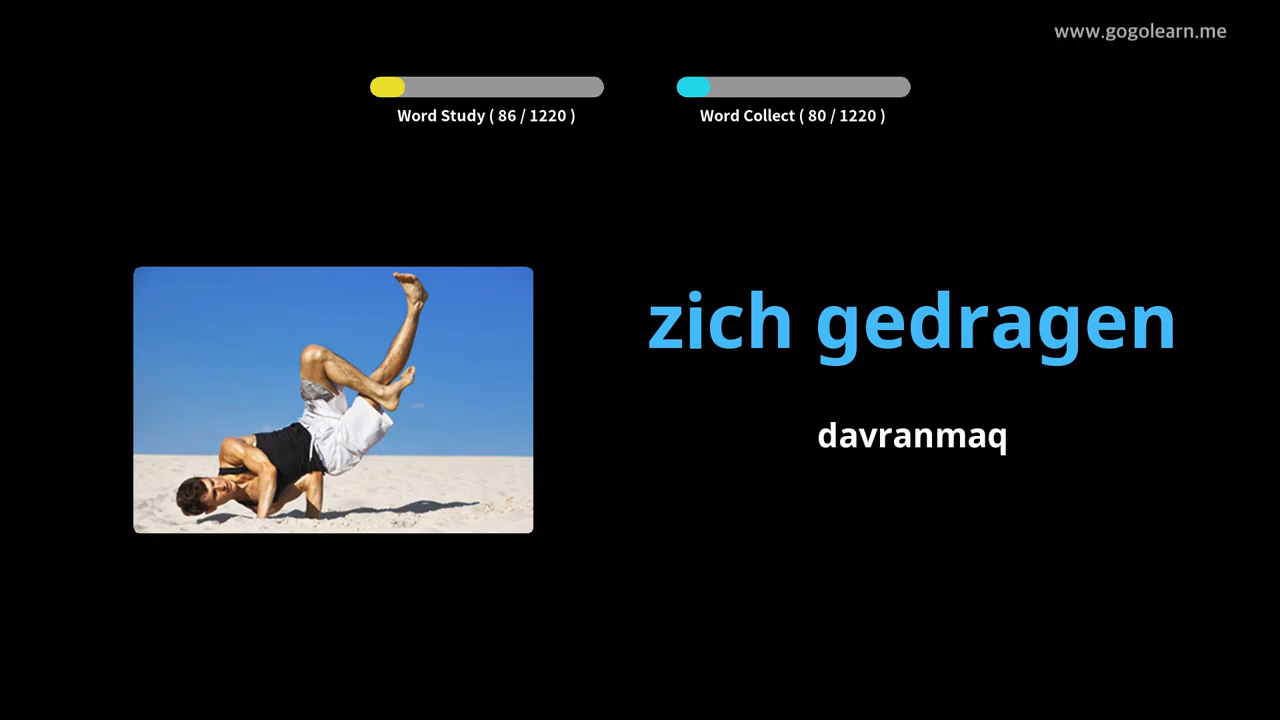 www.gogolearn.me
Word Study ( 86 / 1220 )
Word Collect ( 80 / 1220 )
zich gedragen
davranmaq